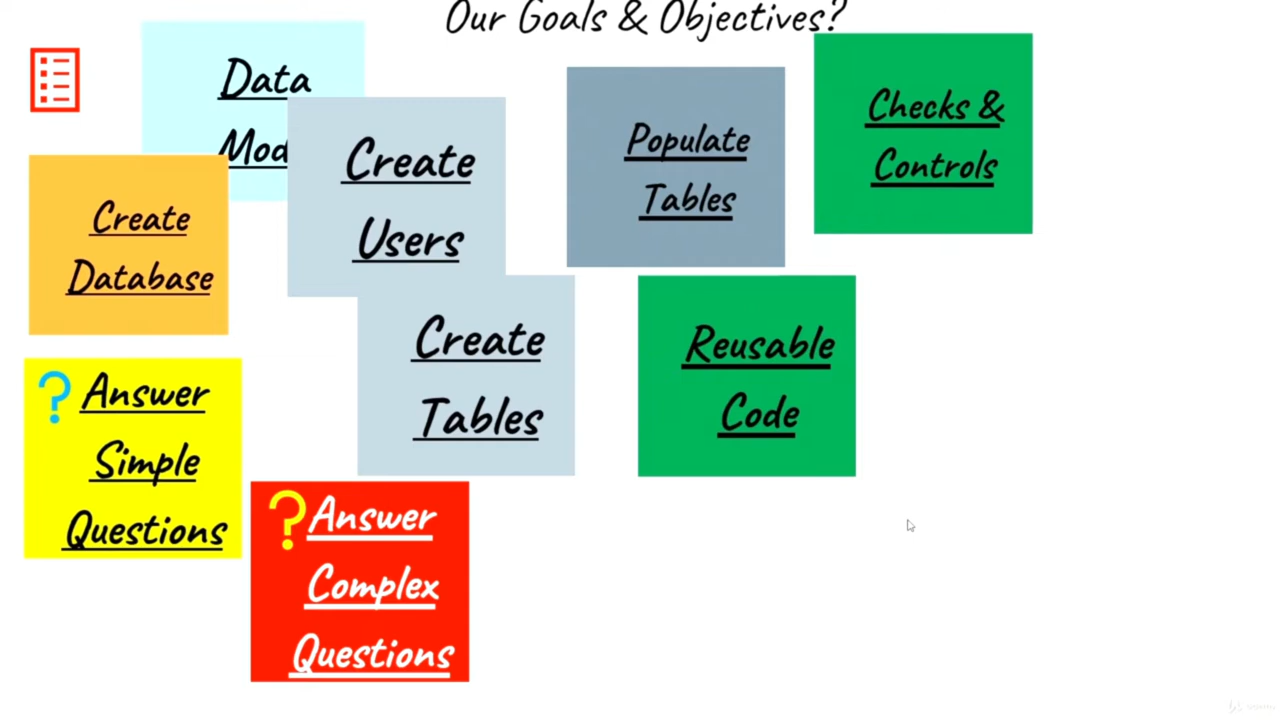 Our Goals & Objectives?
Data
Create
Users
Populate
Tables
Checks &
Controls
Create
Database
Create
Tables
Reusable
Code
? Answer
Simple
Questions
? Answer
Complex
Questions